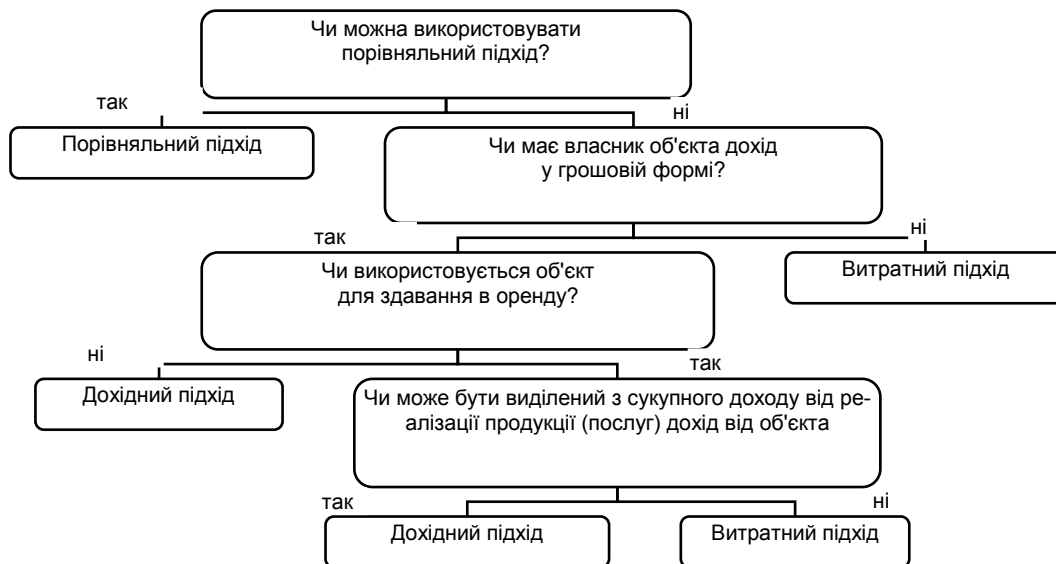 Чи можна використовувати
порівняльний підхід?
так
ні
Порівняльний підхід
Чи має власник об'єкта дохід
у грошовій формі?
так
ні
Чи використовується об'єкт
для здавання в оренду?
Витратний підхід
ні
так
Дохідний підхід
Чи може бути виділений з сукупного доходу від ре-
алізації продукції (послуг) дохід від об'єкта
так
ні
Дохідний підхід
Витратний підхід